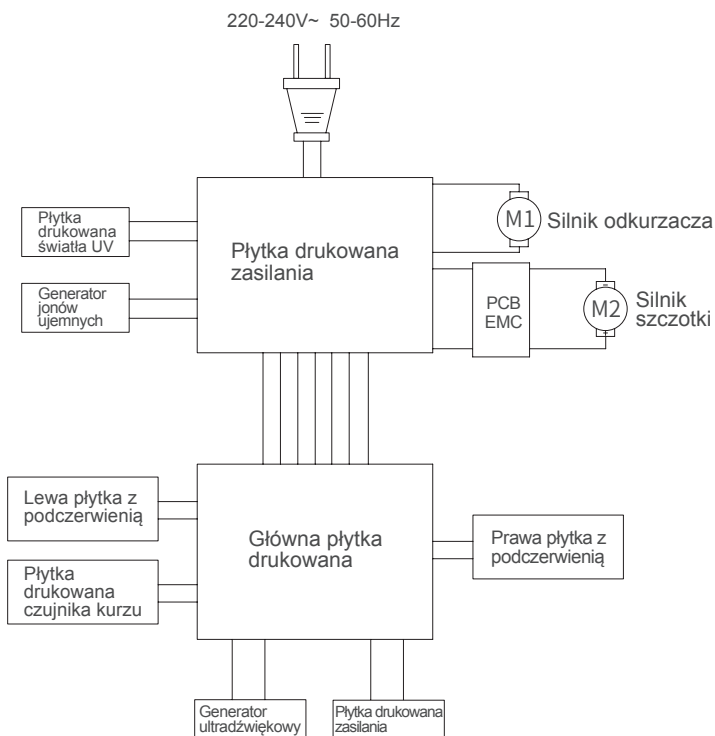 220-240V~ 50-60Hz
Płytka
drukowana
światła UV
Generator
jonów
ujemnych
Płytka drukowana
zasilania
M1
Silnik odkurzacza
PCB
EMC
M2
Silnik
szczotki
Lewa płytka z
podczerwienią
Płytka
drukowana
czujnika kurzu
Główna płytka
drukowana
Prawa płytka z
podczerwienią
Generator
ultradźwiękowy
Płytka drukowana
zasilania